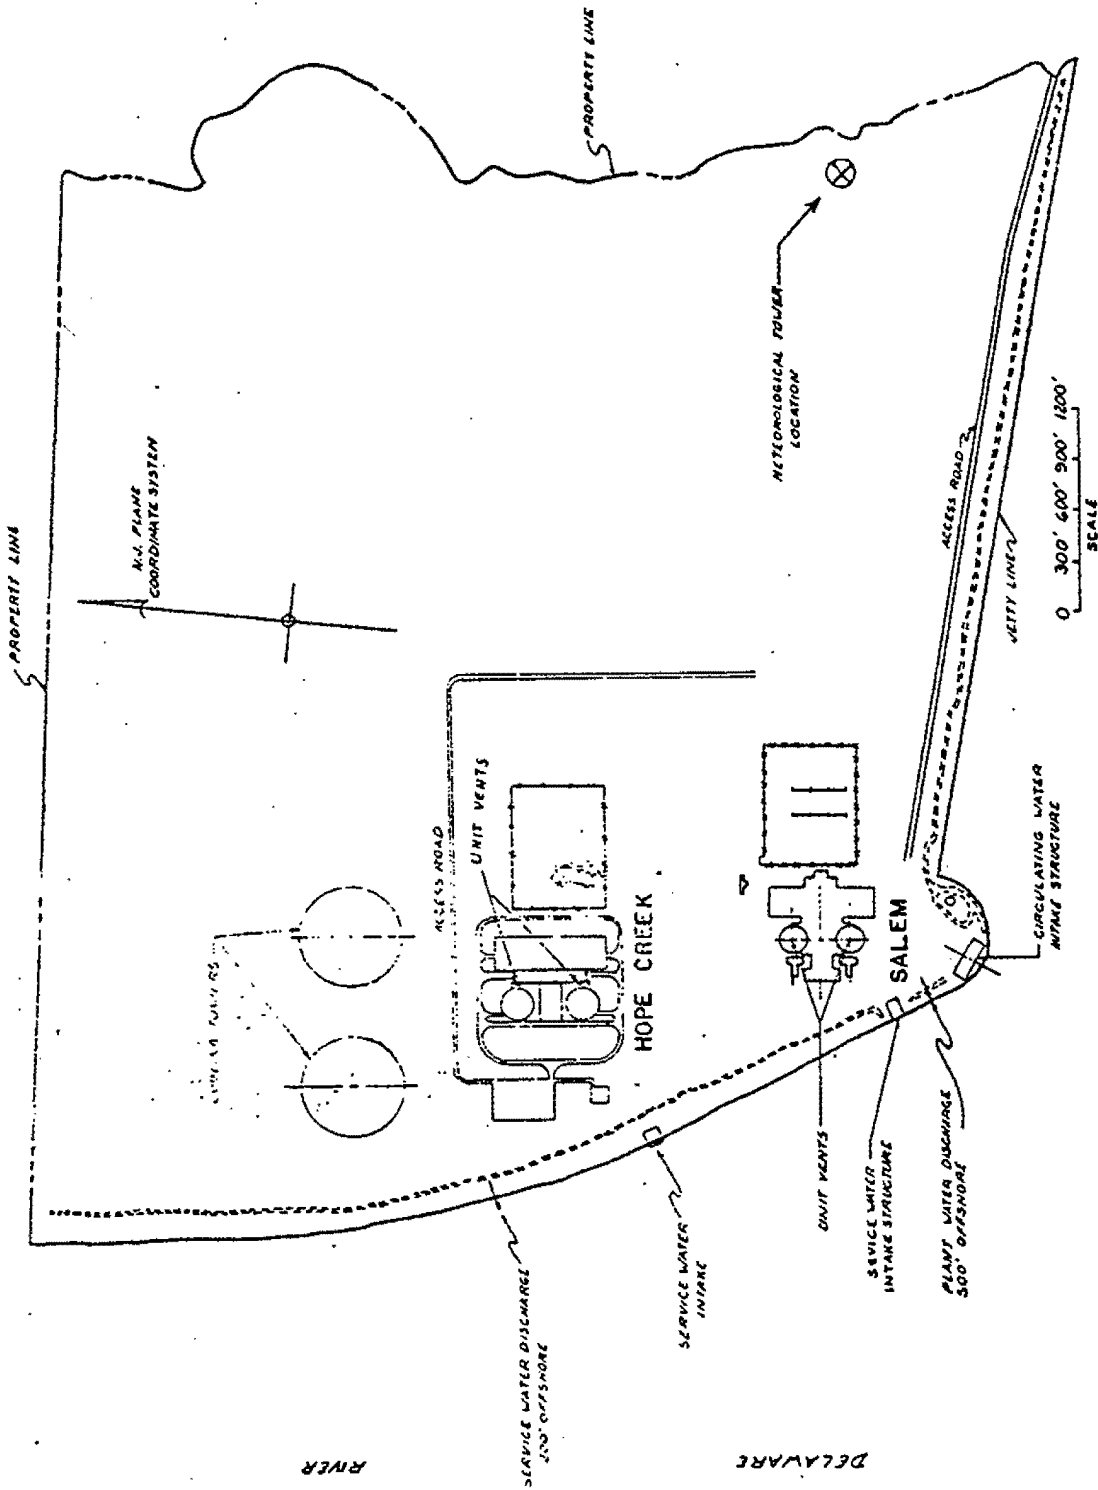 PROPERTY LINE
PROPERTY LINE
N.J. PLANE
COORDINATE SYSTEM
METEOROLOGICAL TOWER
LOCATION
ACCESS ROAD
UNIT VENTS
ACCESS ROAD
HOPE CREEK
SALEM
JETTY LINE
0 300' 600' 900' 1200'
SCALE
CIRCULATING WATER
INTAKE STRUCTURE
UNIT VENTS
SEVICE WATER
INTAKE STRUCTURE
PLANT WATER DISCHARGE
500' OFFSHORE
SERVICE WATER
INTAKE
SERVICE WATER DISCHARGE
OFFSHORE
DELAWARE
RIVER